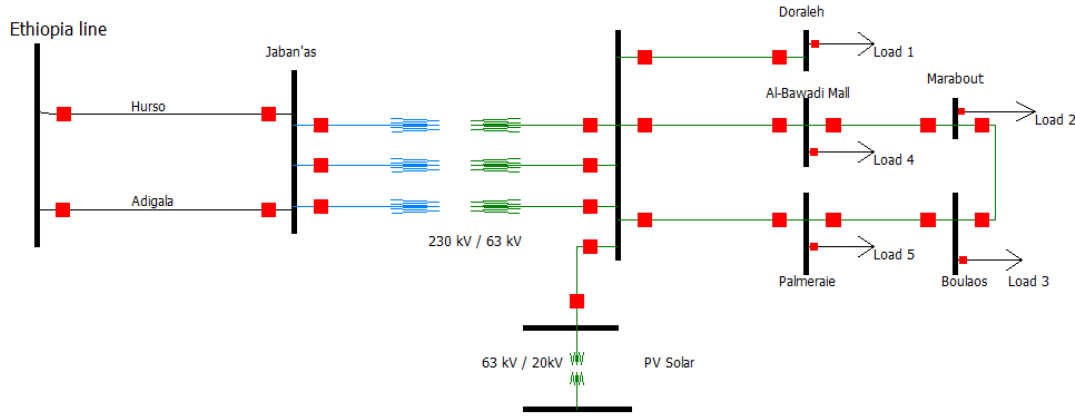 Ethiopia line
Jaban'as
Doraleh
Load 1
Hurso
Al-Bawadi Mall
Marabout
Load 2
Load 4
Adigala
230 kV / 63 kV
Load 5
Palmeraie
Boulaos
Load 3
63 kV / 20kV
PV Solar